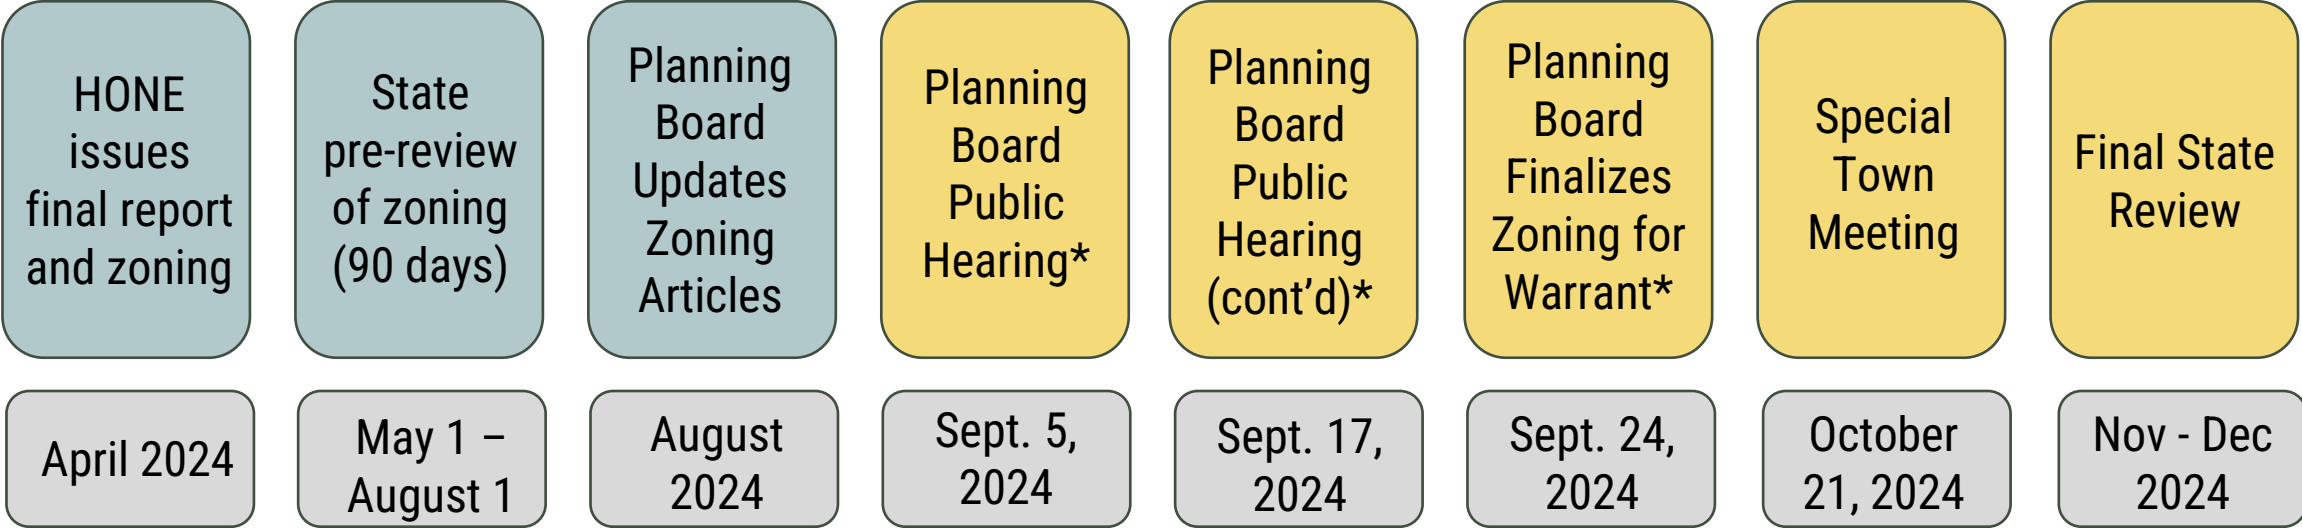 HONE
issues
final report
and zoning
State
pre-review
of zoning
(90 days)
Planning
Board
Updates
Zoning
Articles
Planning
Board
Public
Hearing*
Planning
Board
Public
Hearing
(cont’d)*
Planning
Board
Finalizes
Zoning for
Warrant*
Special
Town
Meeting
Final State
Review
April 2024
May 1 –
August 1
August
2024
Sept. 5,
2024
Sept. 17,
2024
Sept. 24,
2024
October
21, 2024
Nov - Dec
2024